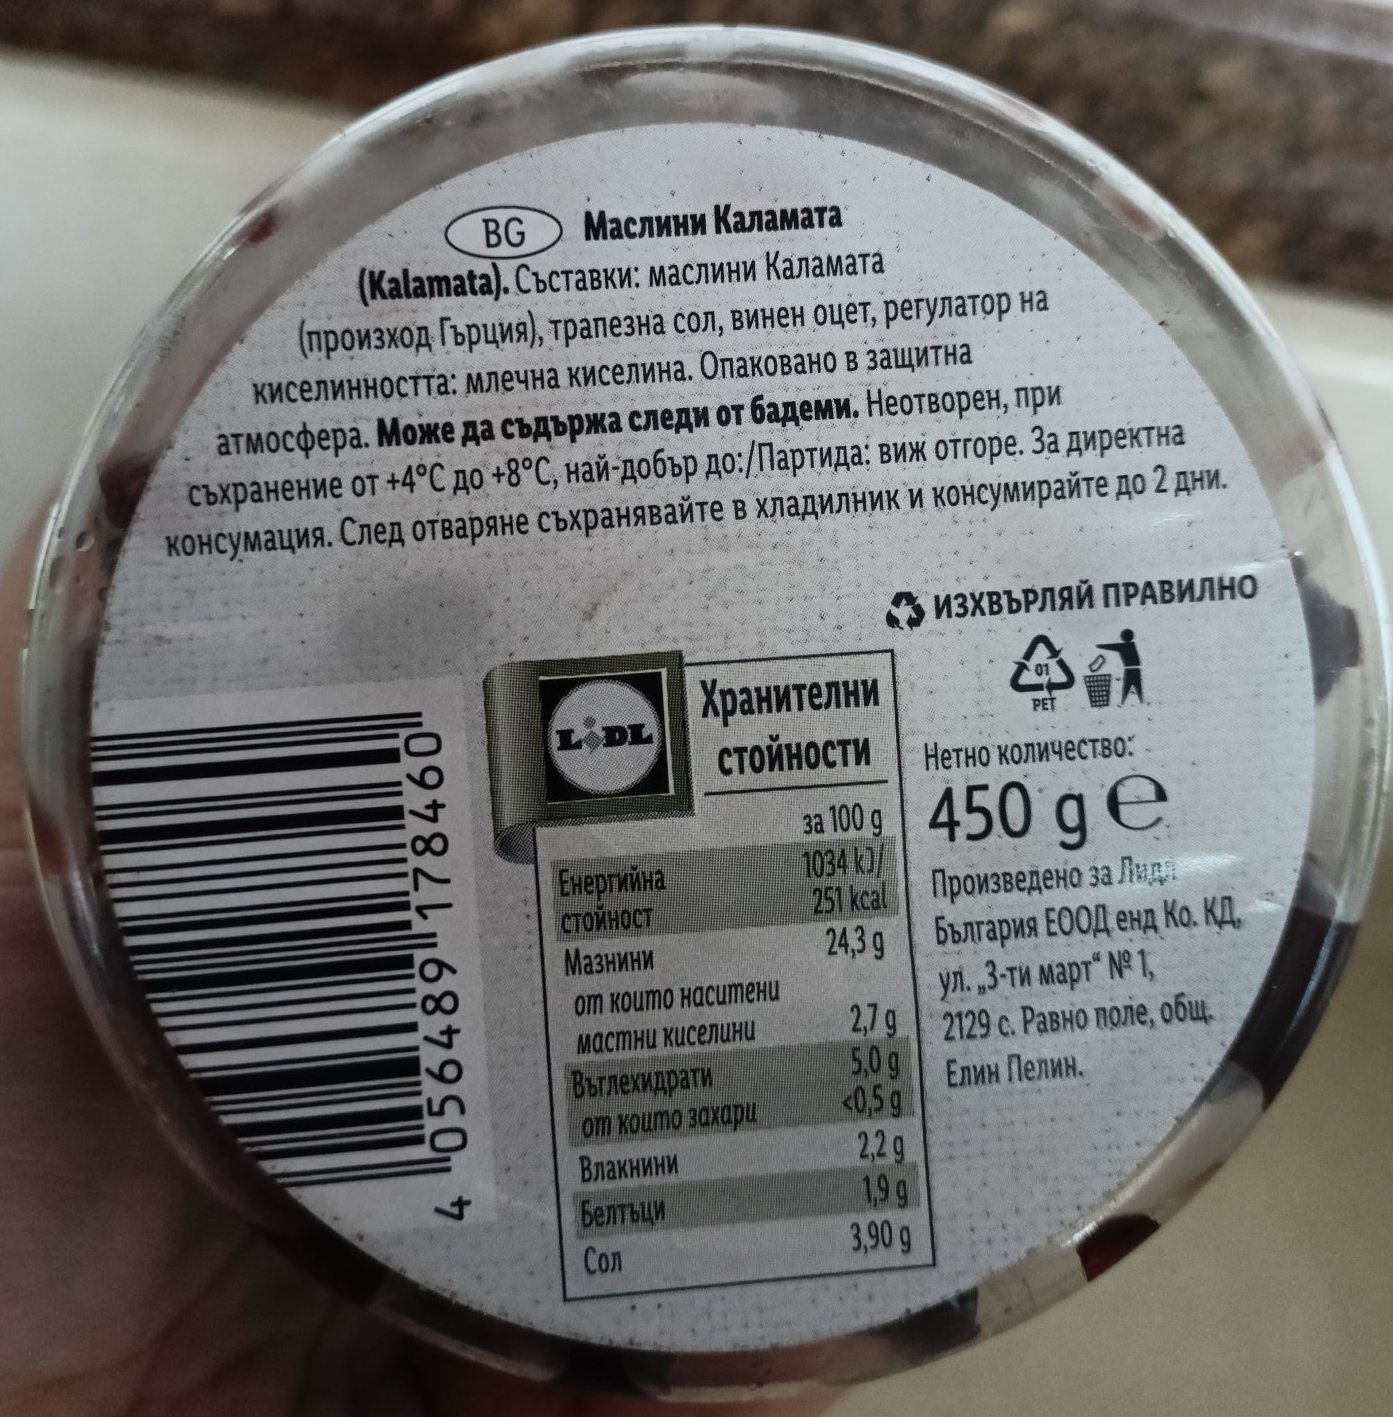 BG Маслини Каламата
(Kalamata). Съставки: маслини Каламата
(произход Гърция), трапезна сол, винен оцет, регулатор на
киселинността: млечна киселина. Опаковано в защитна
атмосфера. Може да съдържа следи от бадеми. Неотворен, при
съхранение от +4°C до +8°C, най-добър до:/Партида: виж отгоре. За директна
консумация. След отваряне съхранявайте в хладилник и консумирайте до 2 дни.
ИЗХВЪРЛЯЙ ПРАВИЛНО
01
PET
Нетно количество:
450 g e
Произведено за Лидл
България ЕООД енд Ко. КД,
ул. „3-ти март“ № 1,
2129 с. Равно поле, общ.
Елин Пелин.
LIDL
Хранителни
стойности
за 100 g
Енергийна 1034 kJ/
стойност 251 kcal
Мазнини 24,3 g
от които наситени
мастни киселини 2,7 g
Въглехидрати 5,0 g
от които захари <0,5 g
Влакнини 2,2 g
Белтъци 1,9 g
Сол 3,90 g
4 056489 178460